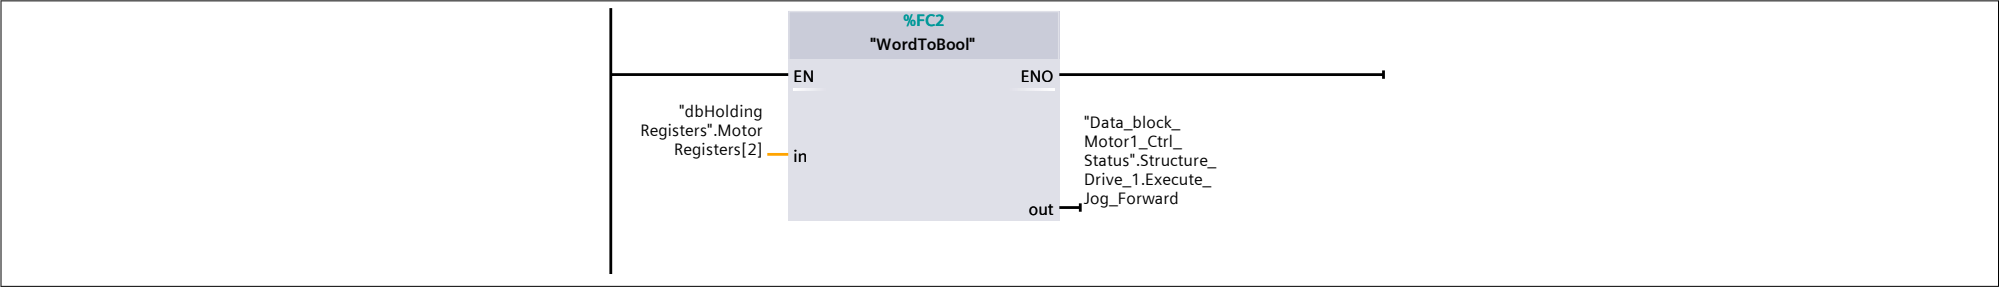 %FC2
"WordToBool"
EN
ENO
"dbHolding
Registers".Motor
Registers[2]
in
"Data_block_
Motor1_Ctrl_
Status".Structure_
Drive_1.Execute_
Jog_Forward
out